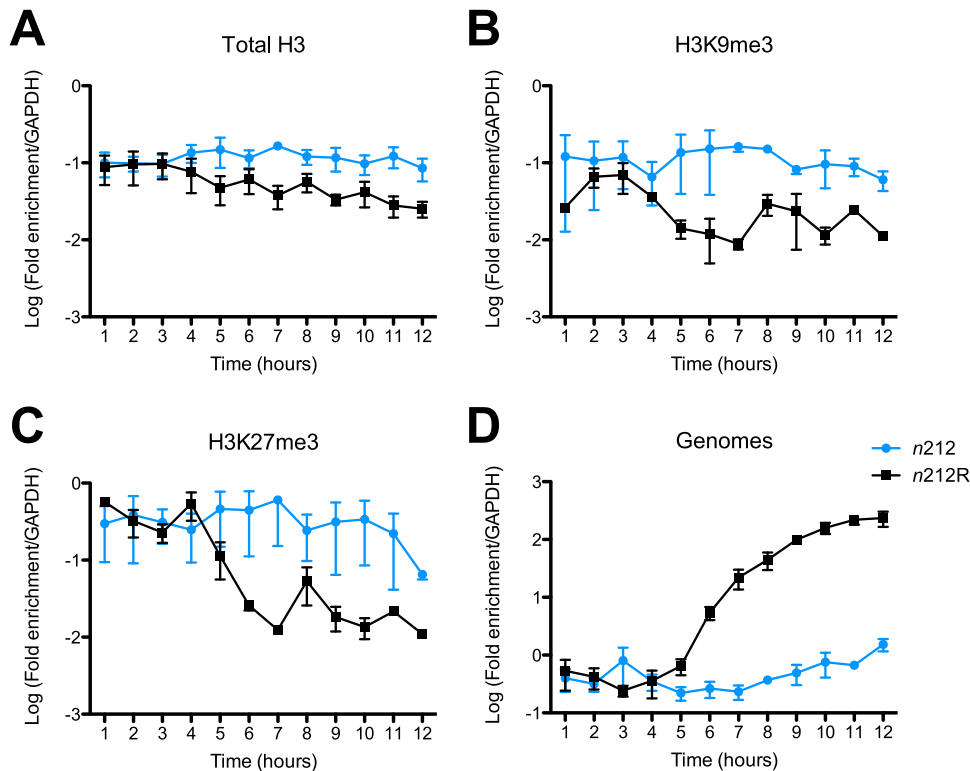 A
Total H3
Log (Fold enrichment/GAPDH)
0
-1
-2
-3
1 2 3 4 5 6 7 8 9 10 11 12
Time (hours)
B
H3K9me3
Log (Fold enrichment/GAPDH)
0
-1
-2
-3
1 2 3 4 5 6 7 8 9 10 11 12
Time (hours)
C
H3K27me3
Log (Fold enrichment/GAPDH)
0
-1
-2
-3
1 2 3 4 5 6 7 8 9 10 11 12
Time (hours)
D
Genomes
n212
n212R
Log (Fold enrichment/GAPDH)
3
2
1
0
-1
1 2 3 4 5 6 7 8 9 10 11 12
Time (hours)